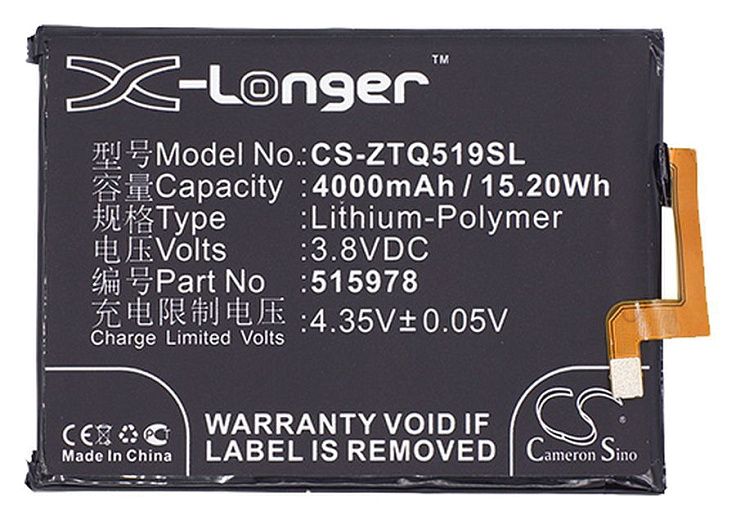 X-Longer™
型号Model No.:CS-ZTQ519SL
容量Capacity :4000mAh / 15.20Wh
规格Type :Lithium-Polymer
电压Volts :3.8VDC
编号Part No :515978
充电限制电压 :4.35V±0.05V
Charge Limited Volts
CE
Made In China
WARRANTY VOID IF
LABEL IS REMOVED
CS®
Cameron Sino